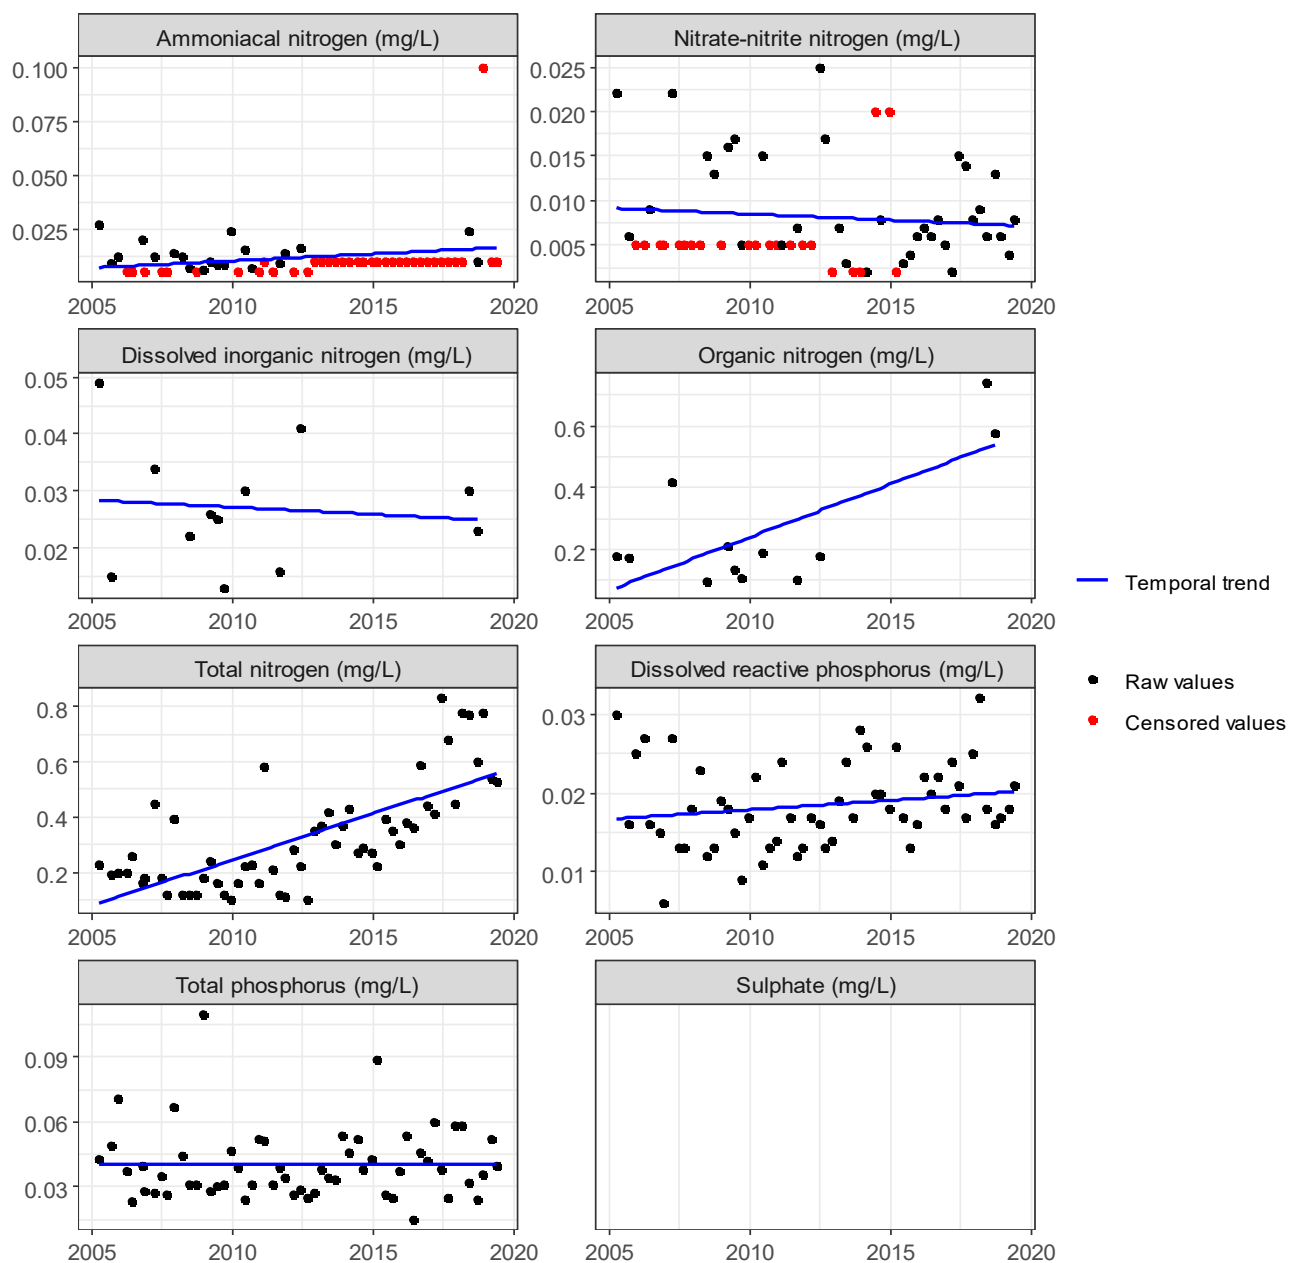 Ammoniacal nitrogen (mg/L)
0.100
0.075
0.050
0.025
2005 2010 2015 2020
Nitrate-nitrite nitrogen (mg/L)
0.025
0.020
0.015
0.010
0.005
2005 2010 2015 2020
Dissolved inorganic nitrogen (mg/L)
0.05
0.04
0.03
0.02
2005 2010 2015 2020
Organic nitrogen (mg/L)
0.6
0.4
0.2
2005 2010 2015 2020
Total nitrogen (mg/L)
0.8
0.6
0.4
0.2
2005 2010 2015 2020
Dissolved reactive phosphorus (mg/L)
0.03
0.02
0.01
2005 2010 2015 2020
Total phosphorus (mg/L)
0.09
0.06
0.03
2005 2010 2015 2020
Sulphate (mg/L)
2005 2010 2015 2020
Temporal trend
Raw values
Censored values